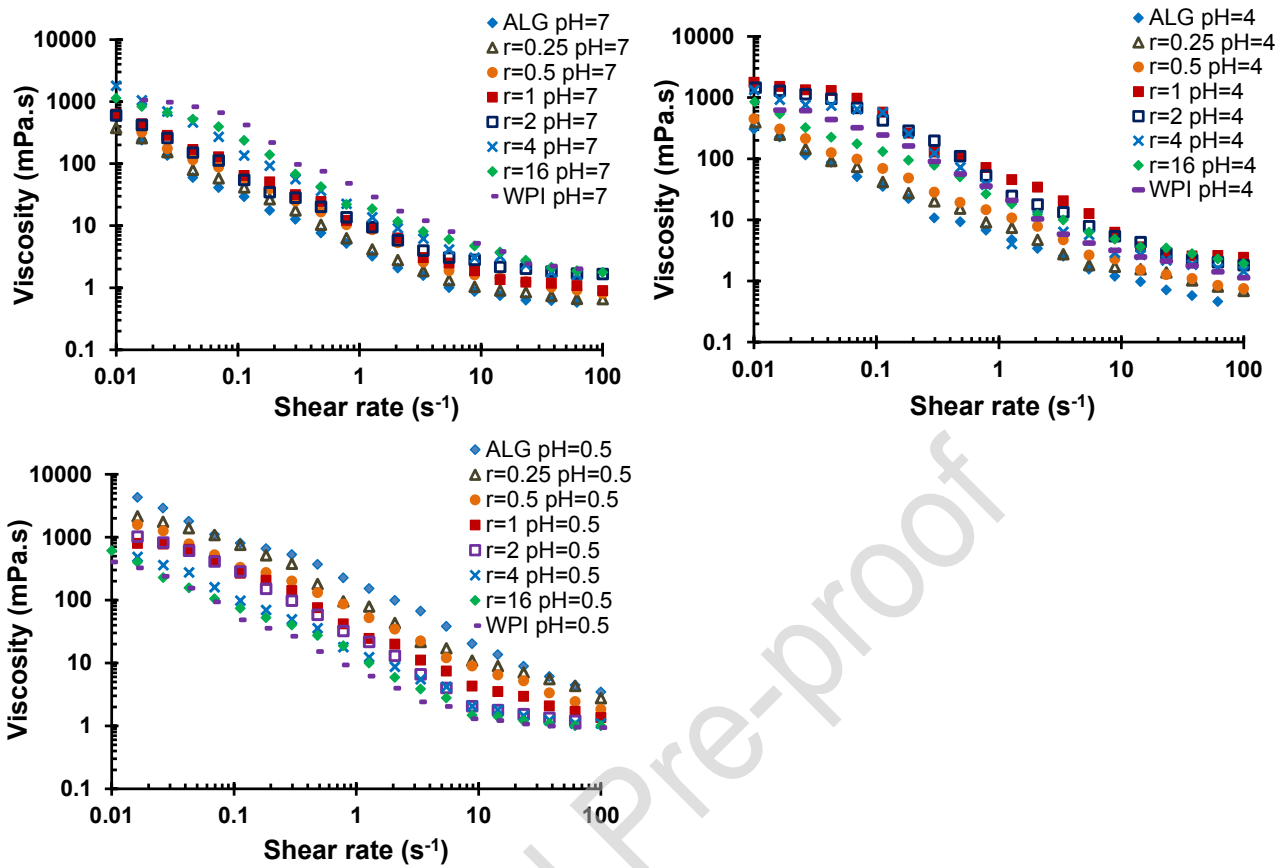 10000
1000
100
10
1
0.1
Viscosity (mPa.s)
0.01 0.1 1 10 100
Shear rate (s-1)
ALG pH=7
r=0.25 pH=7
r=0.5 pH=7
r=1 pH=7
r=2 pH=7
r=4 pH=7
r=16 pH=7
WPI pH=7
10000
1000
100
10
1
0.1
Viscosity (mPa.s)
0.01 0.1 1 10 100
Shear rate (s-1)
ALG pH=4
r=0.25 pH=4
r=0.5 pH=4
r=1 pH=4
r=2 pH=4
r=4 pH=4
r=16 pH=4
WPI pH=4
10000
1000
100
10
1
0.1
Viscosity (mPa.s)
0.01 0.1 1 10 100
Shear rate (s-1)
ALG pH=0.5
r=0.25 pH=0.5
r=0.5 pH=0.5
r=1 pH=0.5
r=2 pH=0.5
r=4 pH=0.5
r=16 pH=0.5
WPI pH=0.5
Pre-proof